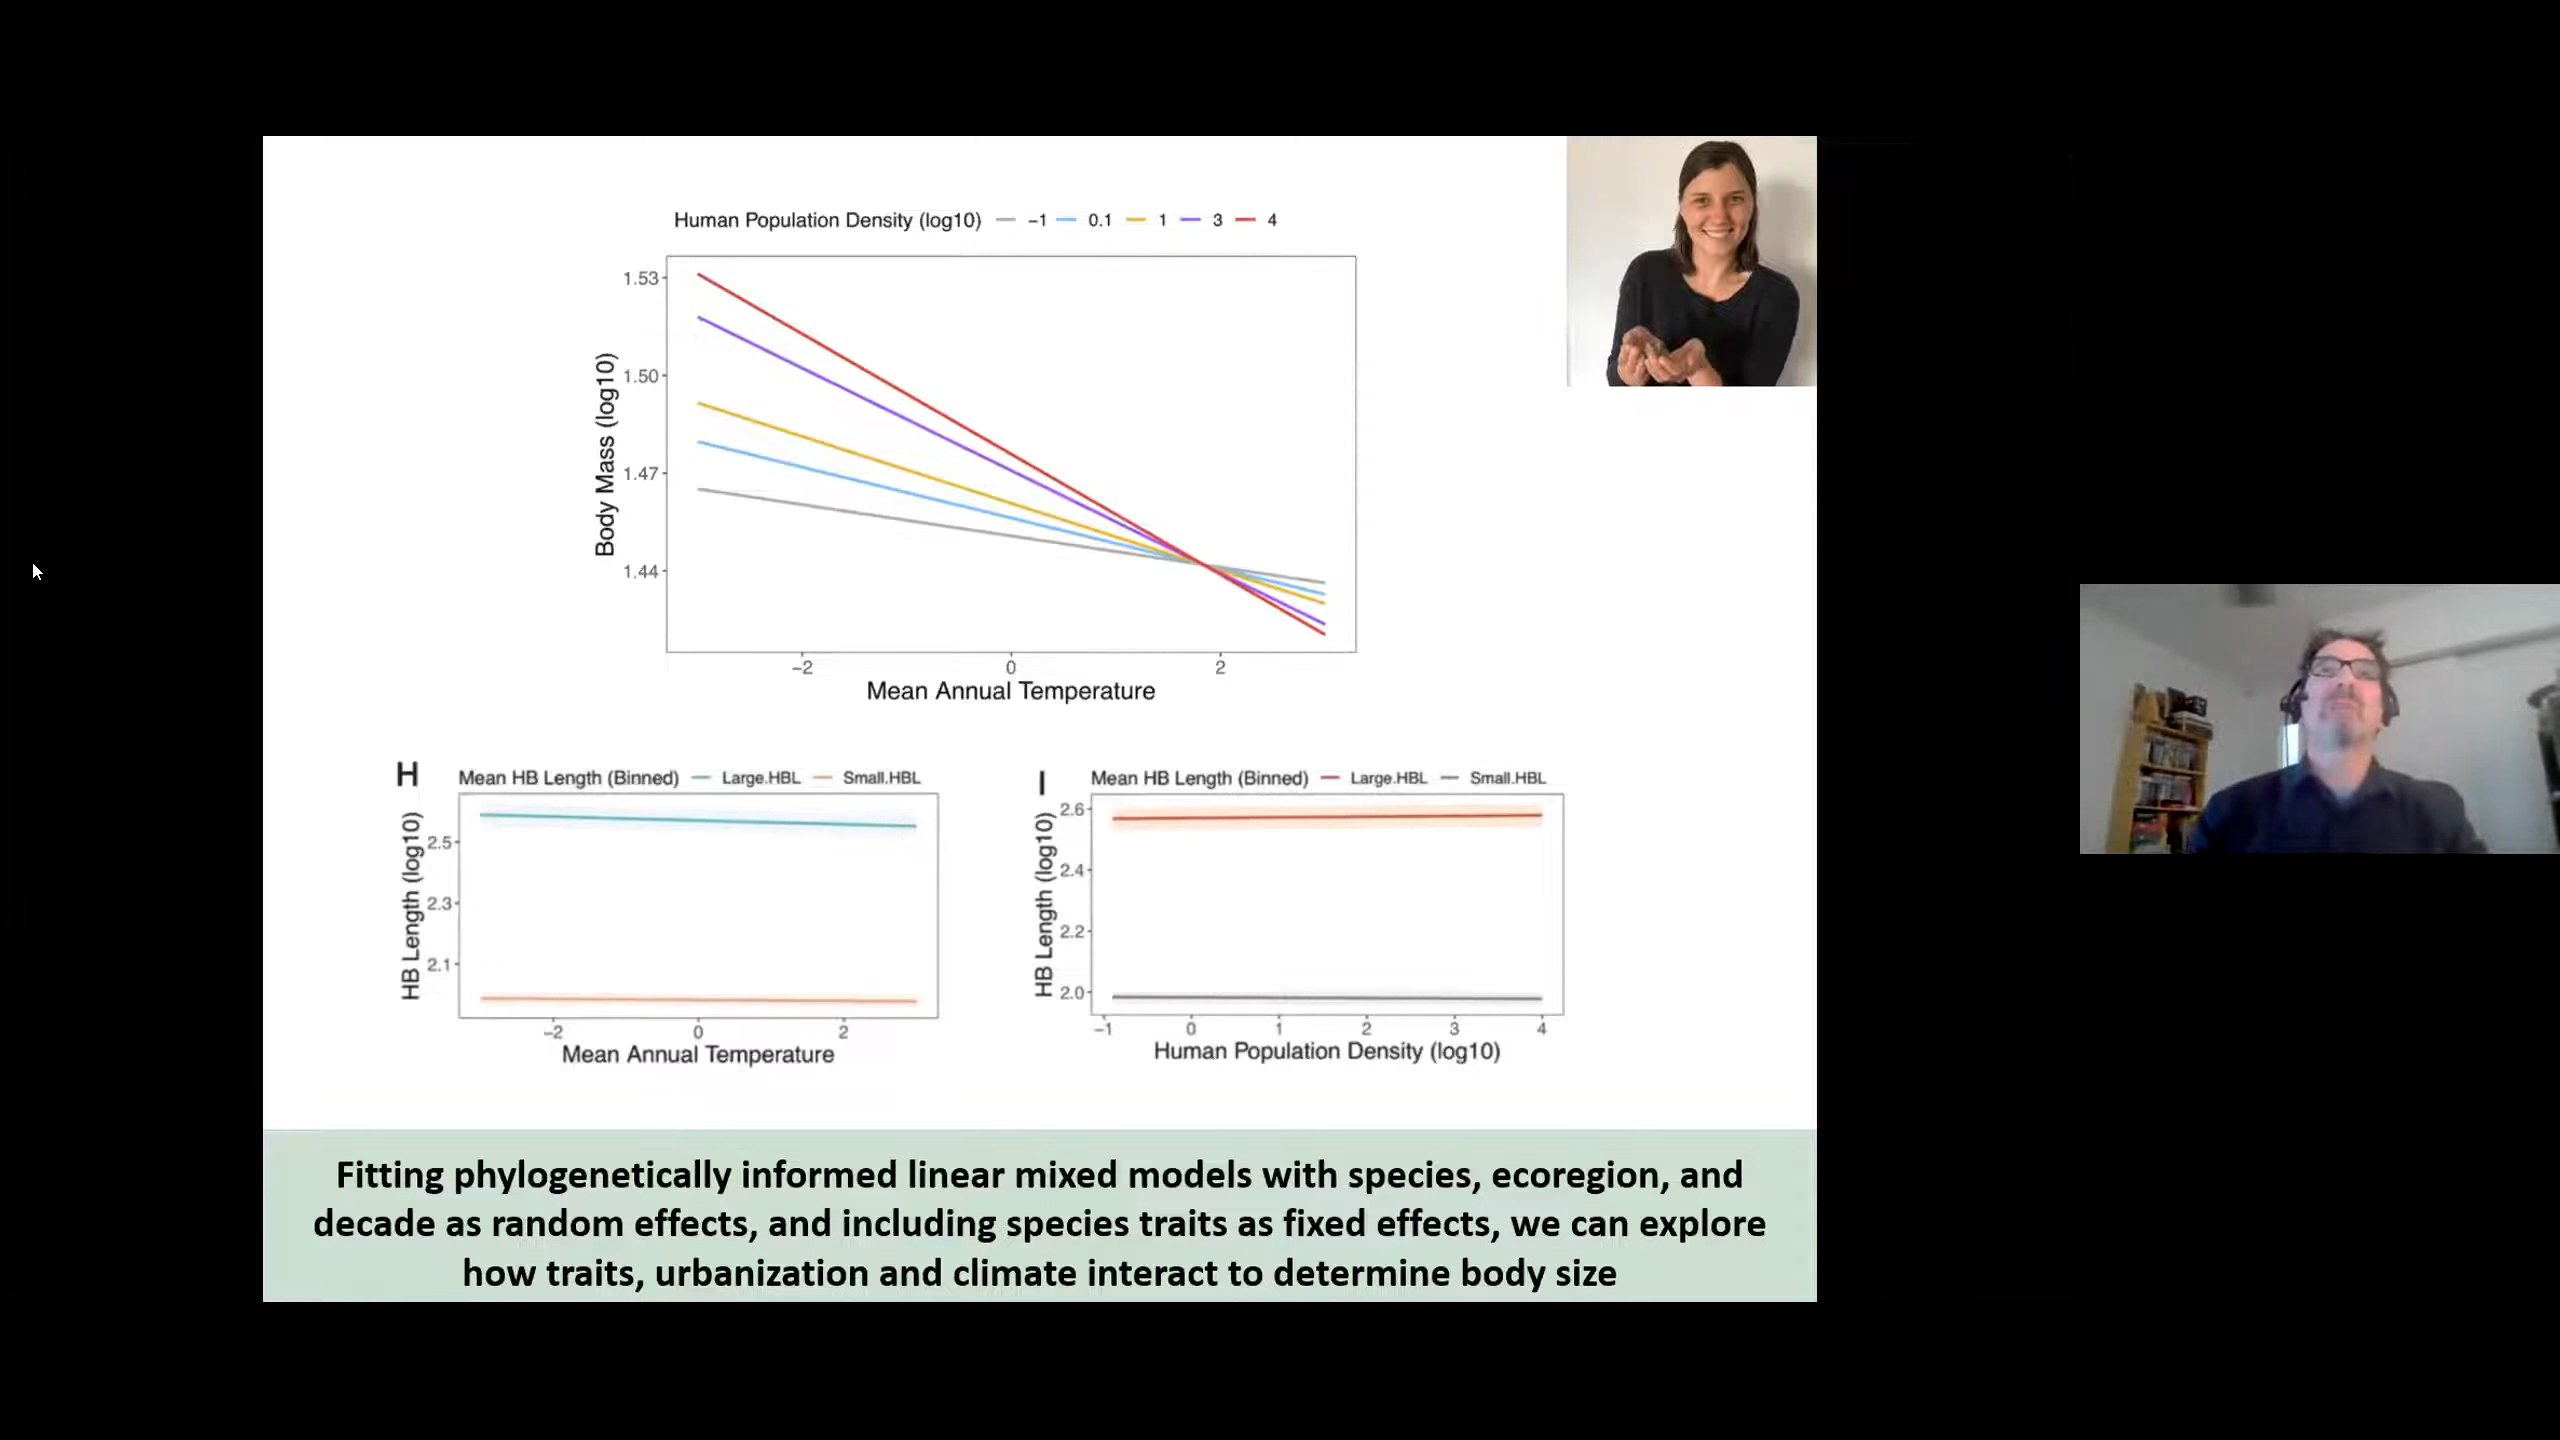 Human Population Density (log10) −1 0.1 1 3 4
1.53
1.50
1.47
1.44
Body Mass (log10)
−2 0 2
Mean Annual Temperature
H Mean HB Length (Binned) Large.HBL Small.HBL
2.5
2.3
2.1
HB Length (log10)
−2 0 2
Mean Annual Temperature
I Mean HB Length (Binned) Large.HBL Small.HBL
2.6
2.4
2.2
2.0
HB Length (log10)
−1 0 1 2 3 4
Human Population Density (log10)
Fitting phylogenetically informed linear mixed models with species, ecoregion, and
decade as random effects, and including species traits as fixed effects, we can explore
how traits, urbanization and climate interact to determine body size